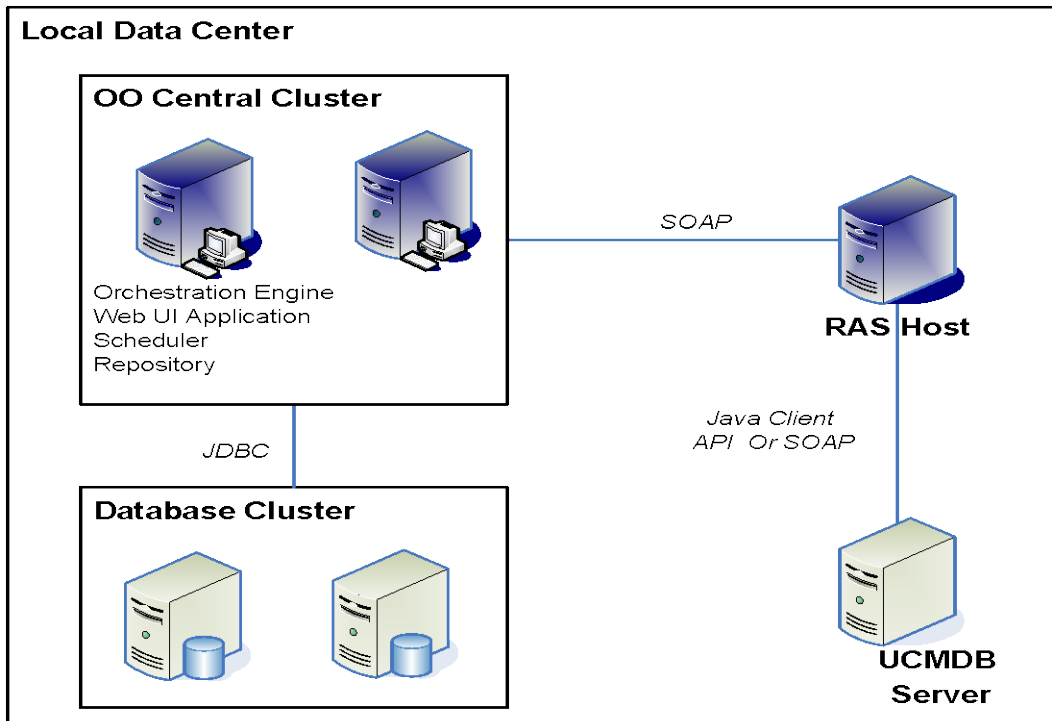 Local Data Center
OO Central Cluster
Orchestration Engine
Web UI Application
Scheduler
Repository
SOAP
RAS Host
JDBC
Java Client
API Or SOAP
Database Cluster
UCMDB
Server